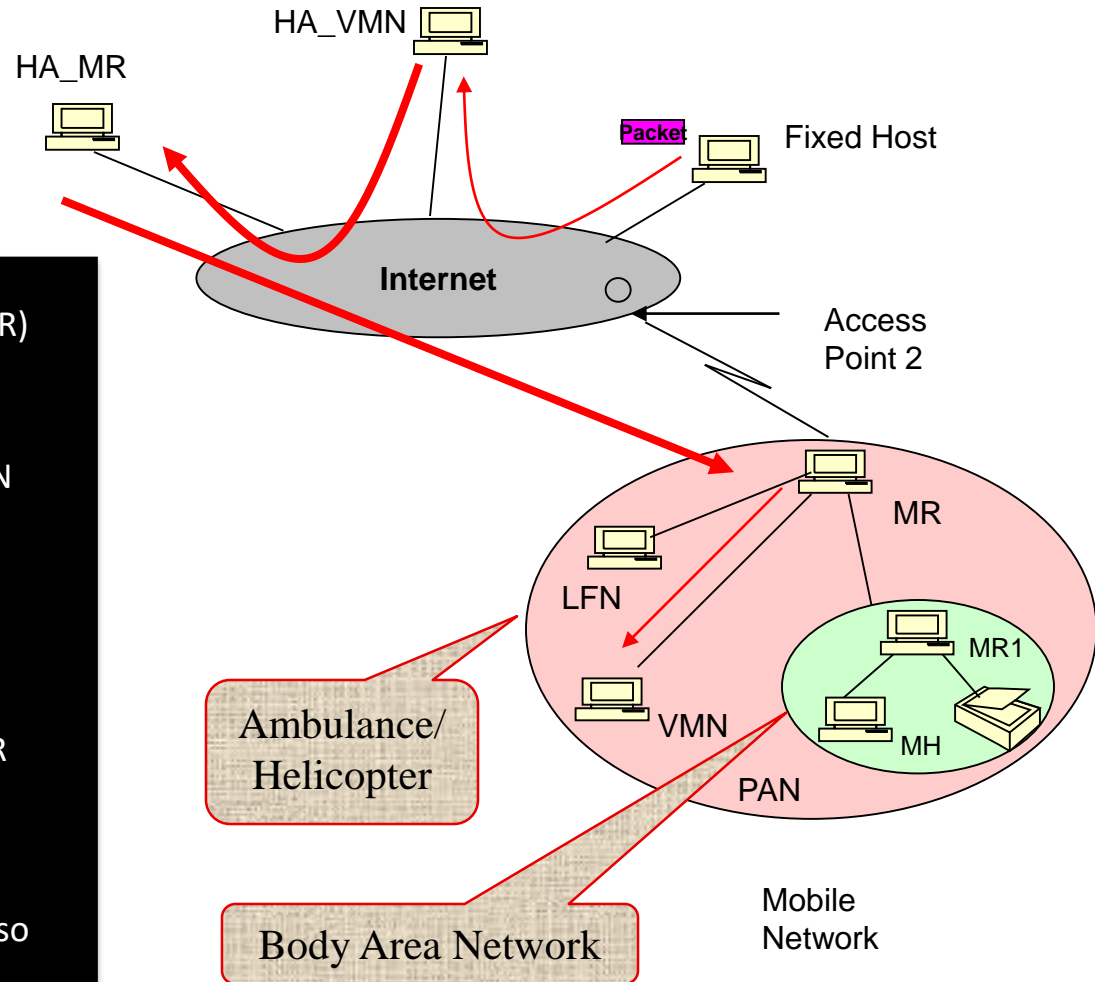 HA_VMN
HA_MR
Packet
Fixed Host
Internet
R)
Access
Point 2
N
MR
LFN
MR1
Ambulance/
Helicopter
VMN
MH
R
PAN
so
Body Area Network
Mobile
Network